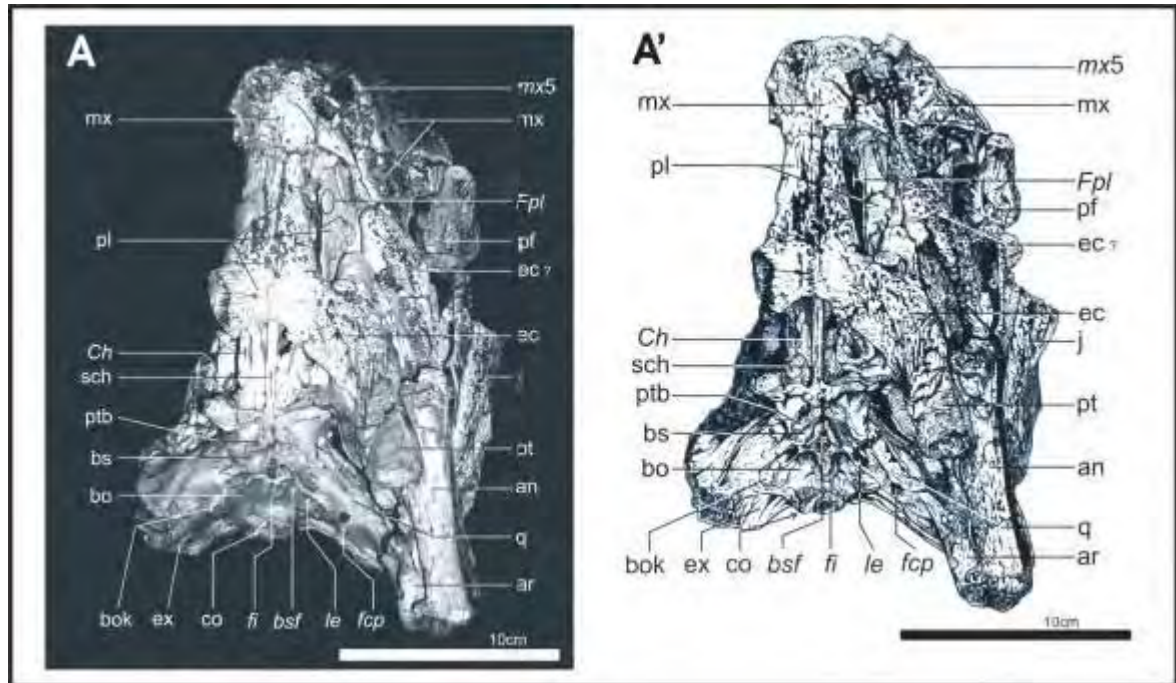 A
mx5
mx
mx
Fpl
pl
pf
ec?
ec
Ch
sch
ptb
pt
bs
an
bo
q
ar
bok ex co fi bsf le fcp
10cm
A'
mx5
mx
mx
pl
Fpl
pf
ec?
ec
Ch
j
sch
ptb
pt
bs
an
bo
q
bok ex co bsf fi le fcp
ar
10cm